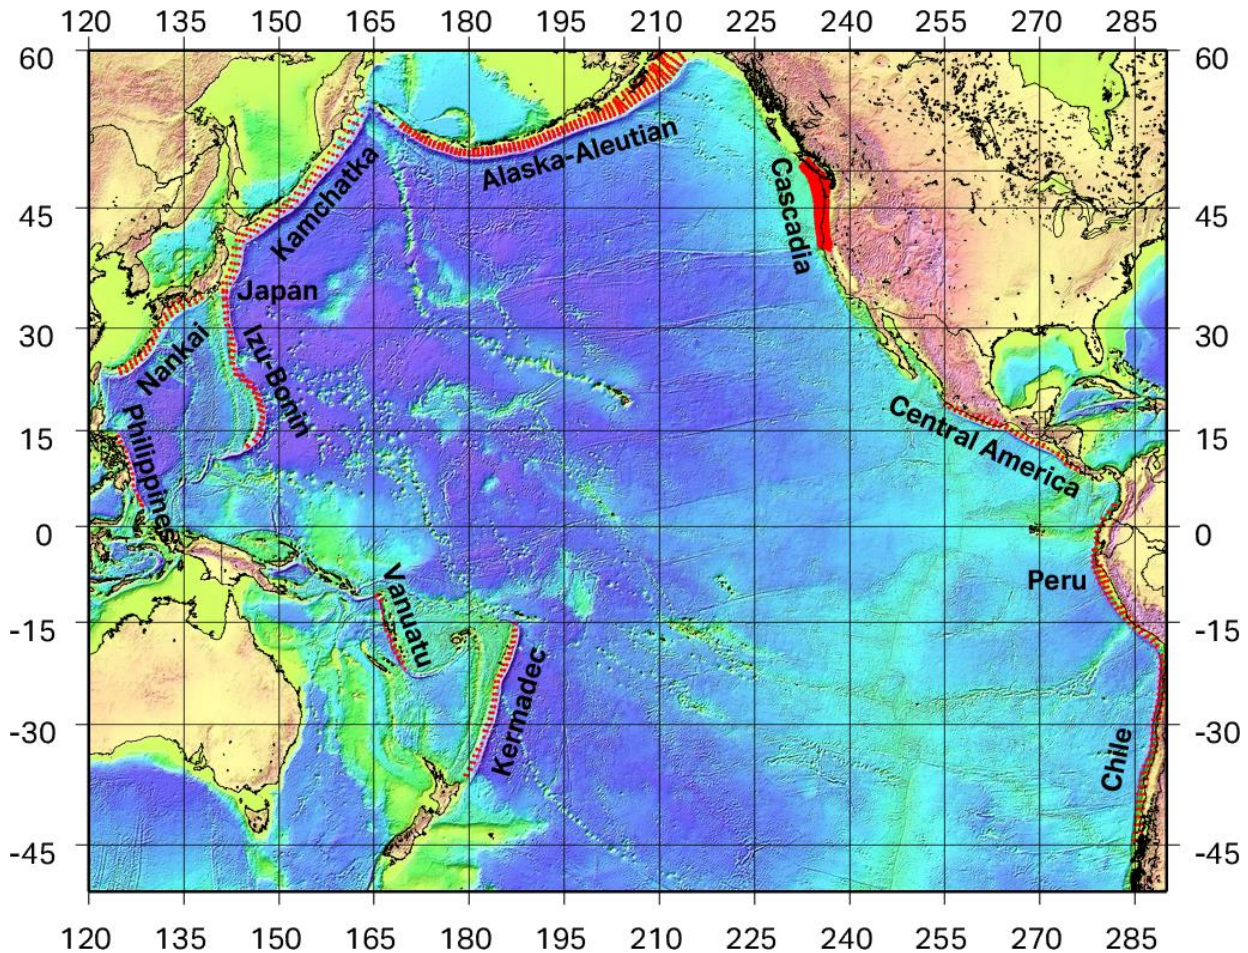 120 135 150 165 180 195 210 225 240 255 270 285
60 60
Alaska-Aleutian
Kamchatka
Cascadia
45 45
Japan
30 30
Nankai
Izu-Bonin
Central America
Philippines
15 15
0 0
Peru
Vanuatu
-15 -15
Kermadec
-30 -30
Chile
-45 -45
120 135 150 165 180 195 210 225 240 255 270 285